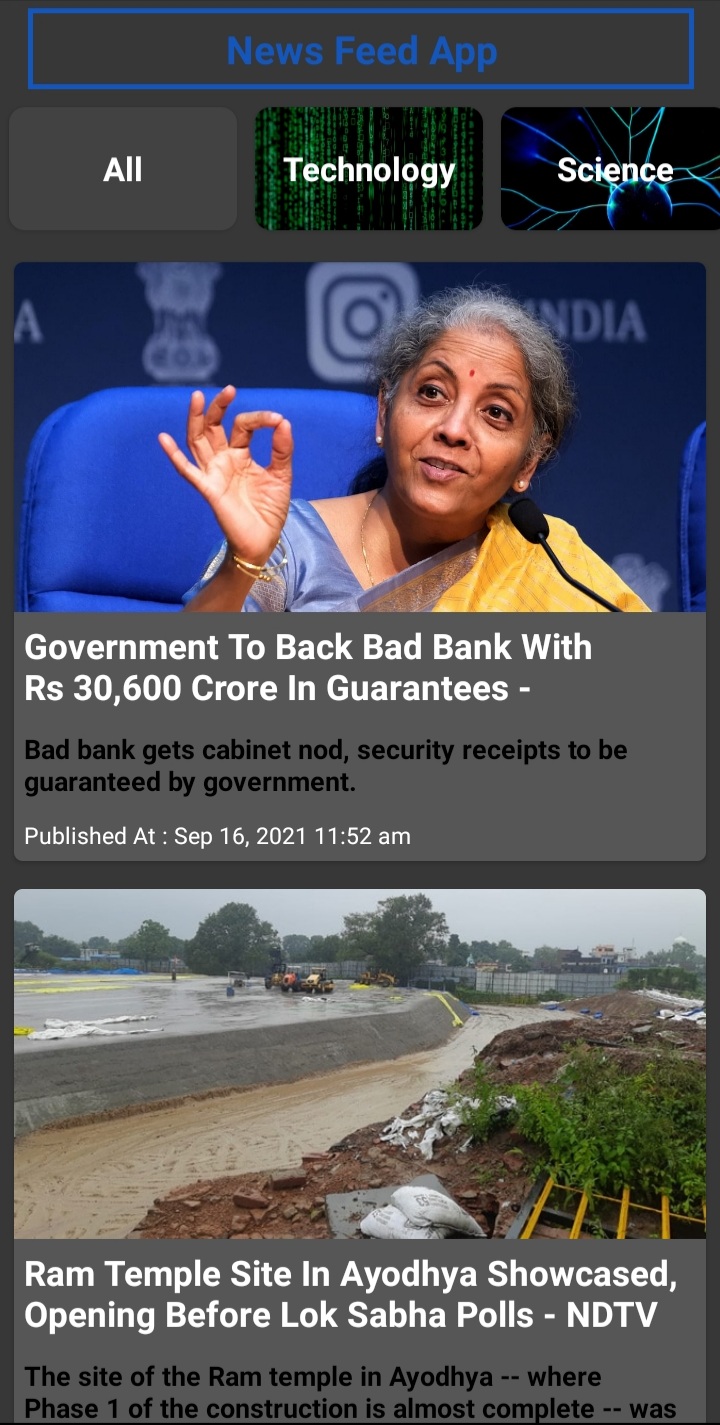 News Feed App
All
Technology
Science
A
INDIA
Government To Back Bad Bank With
Rs 30,600 Crore In Guarantees -
Bad bank gets cabinet nod, security receipts to be
guaranteed by government.
Published At : Sep 16, 2021 11:52 am
Ram Temple Site In Ayodhya Showcased,
Opening Before Lok Sabha Polls - NDTV
The site of the Ram temple in Ayodhya -- where
Phase 1 of the construction is almost complete -- was